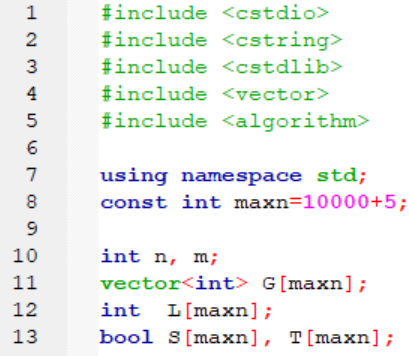 1 #include <cstdio>
2 #include <cstring>
3 #include <cstdlib>
4 #include <vector>
5 #include <algorithm>
6
7 using namespace std;
8 const int maxn=10000+5;
9
10 int n, m;
11 vector<int> G[maxn];
12 int  L[maxn];
13 bool S[maxn], T[maxn];